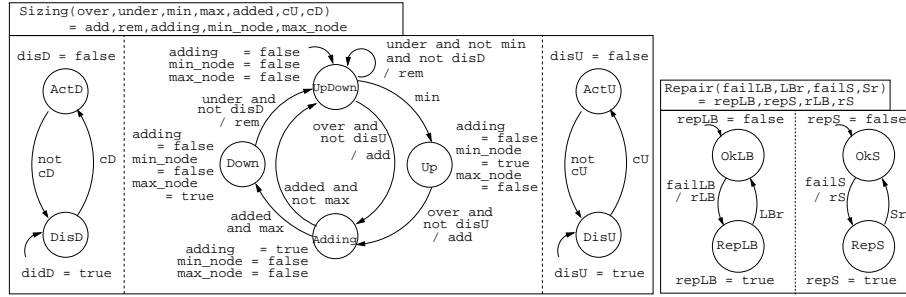 Sizing(over,under,min,max,added,cU,cD)
= add,rem,adding,min_node,max_node
disD = false
ActD
not
cD
cD
DisD
didD = true
adding = false
min_node = false
max_node = false
UpDown
under and not min
and not disD
/ rem
under and
not disD
/ rem
min
over and
not disU
/ add
adding
= false
min_node
= false
max_node
= true
Down
Up
adding
= false
min_node
= true
max_node
= false
added and
not max
added
and max
over and
not disU
/ add
Adding
adding = true
min_node = false
max_node = false
disU = false
ActU
not
cU
cU
DisU
disU = true
Repair(failLB,LBr,failS,Sr)
= repLB,repS,rLB,rS
repLB = false
OkLB
failLB
/ rLB
LBr
RepLB
repLB = true
repS = false
OkS
failS
/ rS
Sr
RepS
repS = true